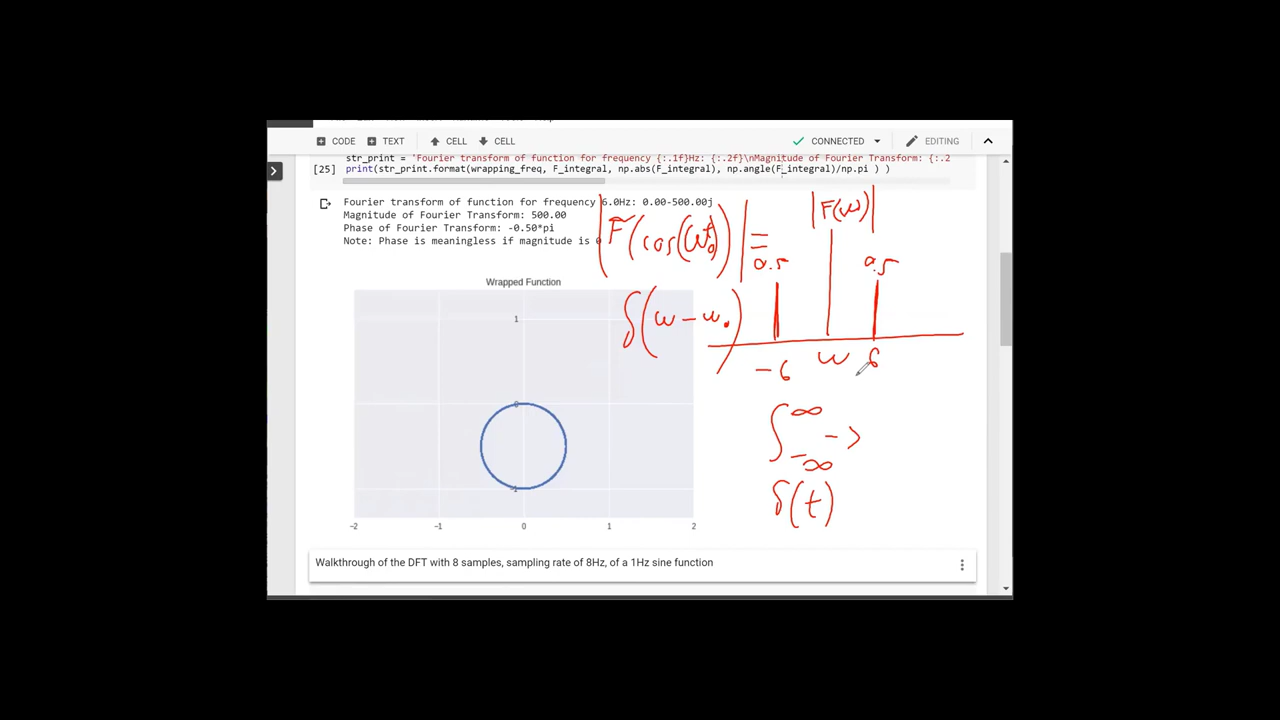 CODE TEXT CELL CELL CONNECTED EDITING
str_print = 'Fourier transform of function for frequency {:.1f}Hz: {:.2f}\nMagnitude of Fourier Transform: {:.2
[25] print(str_print.format(wrapping_freq, F_integral, np.abs(F_integral), np.angle(F_integral)/np.pi ) )
Fourier transform of function for frequency 6.0Hz: 0.00-500.00j
Magnitude of Fourier Transform: 500.00
Phase of Fourier Transform: -0.50*pi
Note: Phase is meaningless if magnitude is 0
|F(cos(ω₀t))| =
|F(ω)|
0.5 0.5
δ(ω-ω₀)
-6 ω 6
∫ ∞ -∞ ->
δ(t)
Wrapped Function
1
0
-1
-2 -1 0 1 2
Walkthrough of the DFT with 8 samples, sampling rate of 8Hz, of a 1Hz sine function